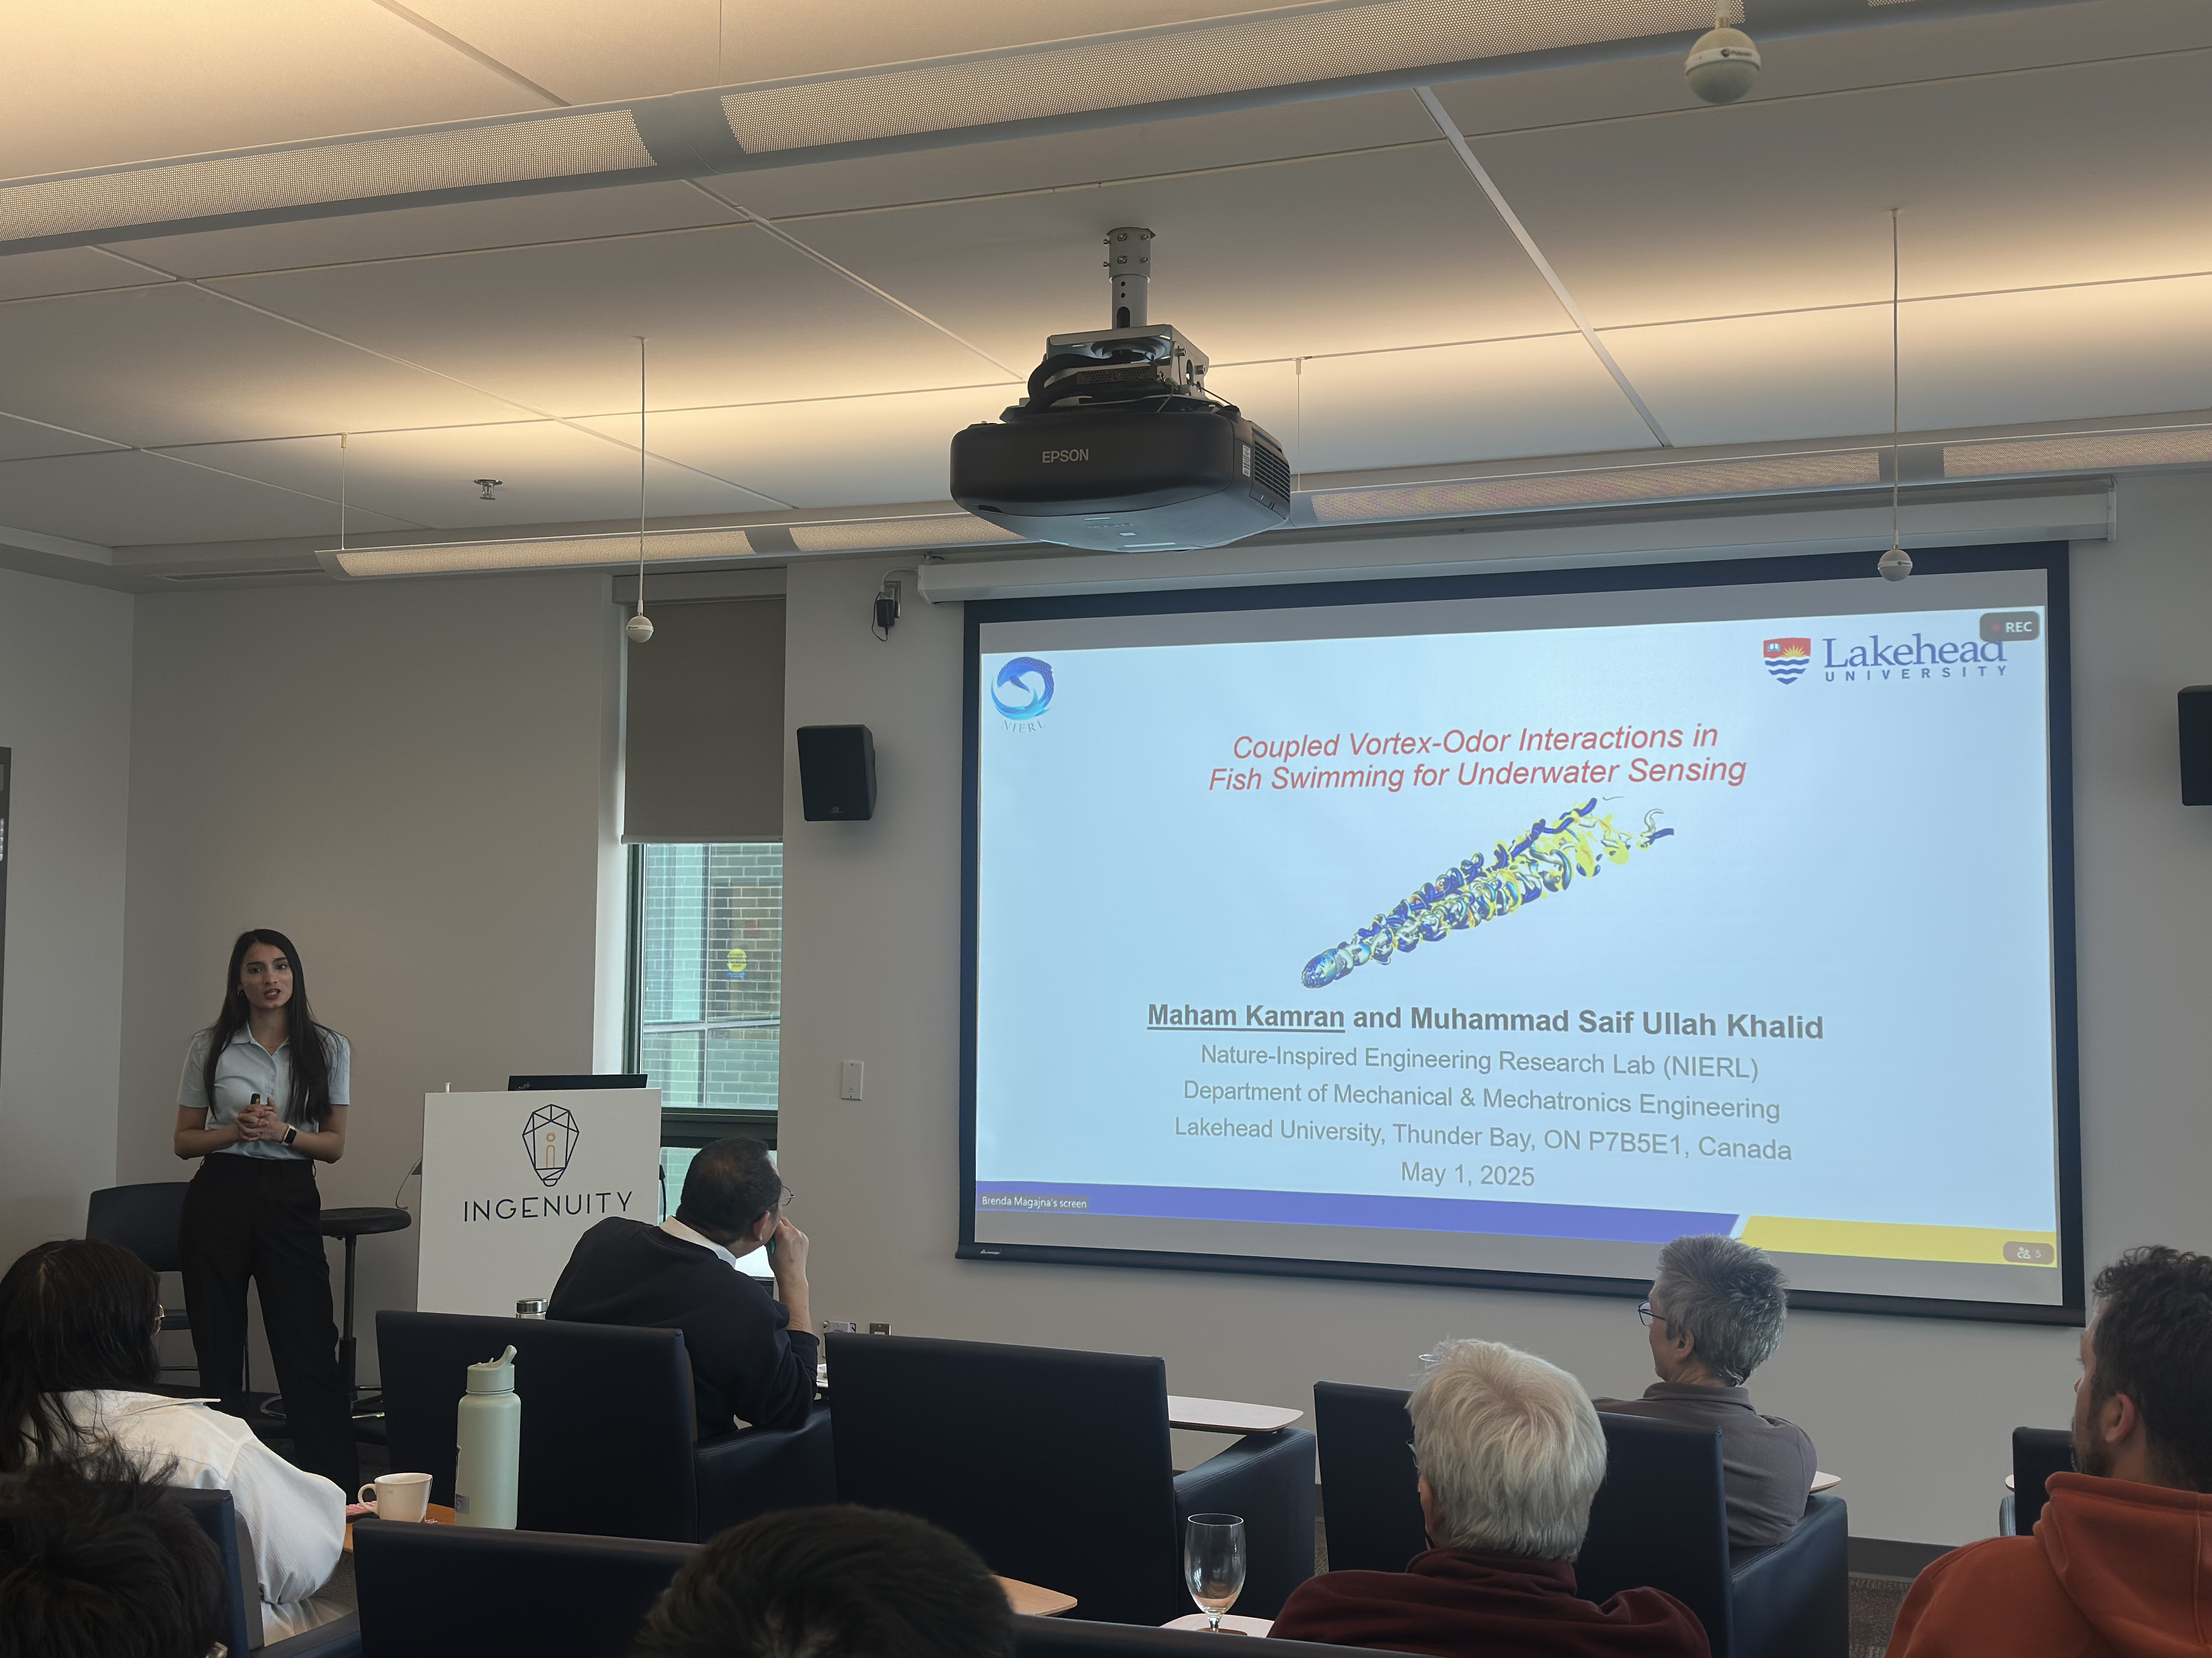 EPSON
REC
NIERL
Lakehead
UNIVERSITY
Coupled Vortex-Odor Interactions in
Fish Swimming for Underwater Sensing
Maham Kamran and Muhammad Saif Ullah Khalid
Nature-Inspired Engineering Research Lab (NIERL)
Department of Mechanical & Mechatronics Engineering
Lakehead University, Thunder Bay, ON P7B5E1, Canada
May 1, 2025
Brenda Magajna's screen
5
INGENUITY